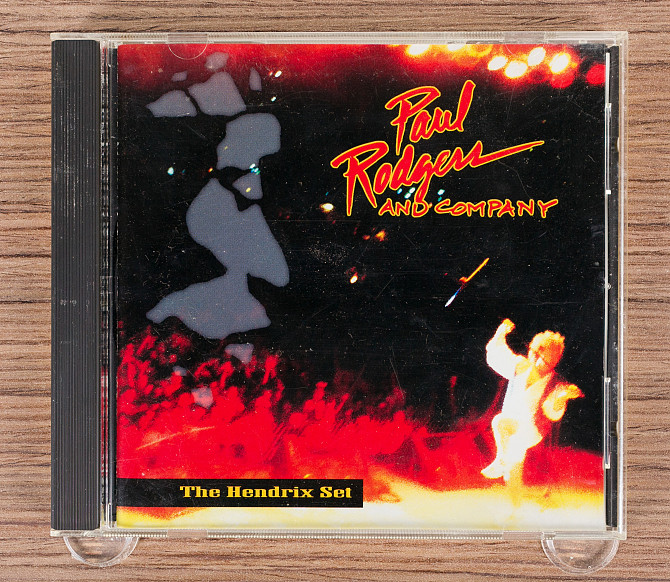 Paul
Rodgers
AND COMPANY
The Hendrix Set